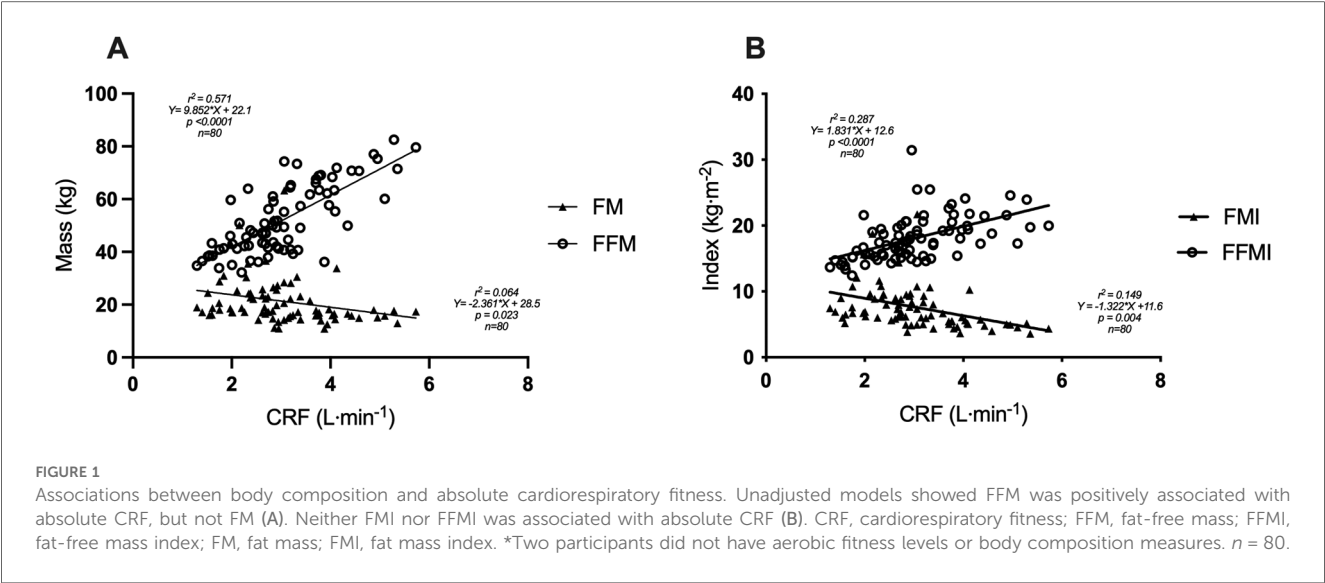 A
100
80
60
40
20
0
0 2 4 6 8
Mass (kg)
CRF (L·min⁻¹)
r² = 0.571
Y= 9.852*X + 22.1
p <0.0001
n=80
FM
FFM
r² = 0.064
Y= -2.361*X + 28.5
p = 0.023
n=80
B
40
30
20
10
0
0 2 4 6 8
Index (kg·m⁻²)
CRF (L·min⁻¹)
r² = 0.287
Y= 1.831*X + 12.6
p <0.0001
n=80
FMI
FFMI
r² = 0.149
Y= -1.322*X +11.6
p = 0.004
n=80
FIGURE 1
Associations between body composition and absolute cardiorespiratory fitness. Unadjusted models showed FFM was positively associated with
absolute CRF, but not FM (A). Neither FMI nor FFMI was associated with absolute CRF (B). CRF, cardiorespiratory fitness; FFM, fat-free mass; FFMI,
fat-free mass index; FM, fat mass; FMI, fat mass index. *Two participants did not have aerobic fitness levels or body composition measures. n = 80.